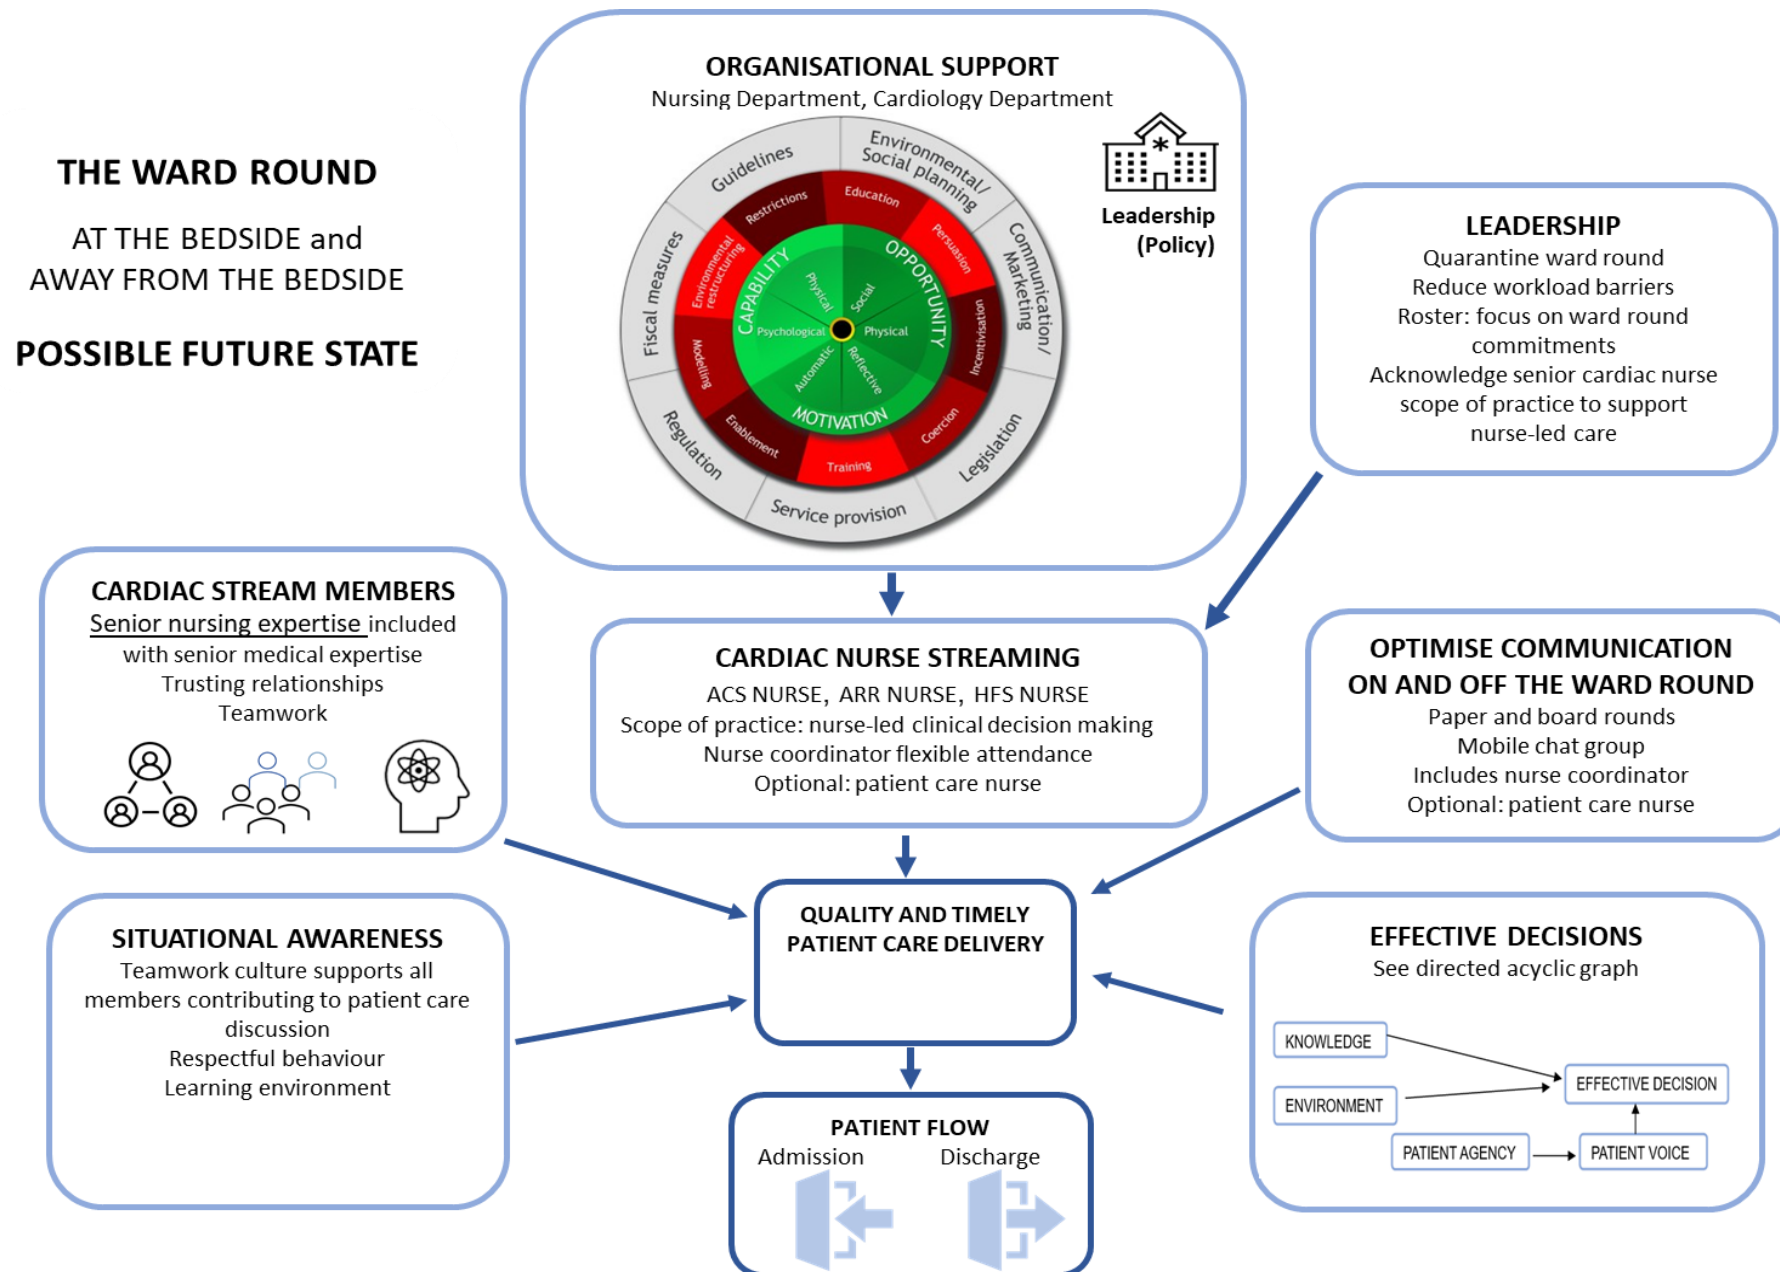 THE WARD ROUND
AT THE BEDSIDE and
AWAY FROM THE BEDSIDE
POSSIBLE FUTURE STATE
ORGANISATIONAL SUPPORT
Nursing Department, Cardiology Department
Guidelines
Environmental/
Social planning
Communication/
Marketing
Legislation
Service provision
Regulation
Fiscal measures
Restrictions
Education
Persuasion
Incentivisation
Coercion
Training
Enablement
Modelling
Environmental
restructuring
CAPABILITY
OPPORTUNITY
MOTIVATION
Physical
Social
Physical
Reflective
Automatic
Psychological
Leadership
(Policy)
LEADERSHIP
Quarantine ward round
Reduce workload barriers
Roster: focus on ward round
commitments
Acknowledge senior cardiac nurse
scope of practice to support
nurse-led care
CARDIAC STREAM MEMBERS
Senior nursing expertise included
with senior medical expertise
Trusting relationships
Teamwork
CARDIAC NURSE STREAMING
ACS NURSE, ARR NURSE, HFS NURSE
Scope of practice: nurse-led clinical decision making
Nurse coordinator flexible attendance
Optional: patient care nurse
OPTIMISE COMMUNICATION
ON AND OFF THE WARD ROUND
Paper and board rounds
Mobile chat group
Includes nurse coordinator
Optional: patient care nurse
SITUATIONAL AWARENESS
Teamwork culture supports all
members contributing to patient care
discussion
Respectful behaviour
Learning environment
QUALITY AND TIMELY
PATIENT CARE DELIVERY
EFFECTIVE DECISIONS
See directed acyclic graph
KNOWLEDGE
ENVIRONMENT
EFFECTIVE DECISION
PATIENT AGENCY
PATIENT VOICE
PATIENT FLOW
Admission
Discharge